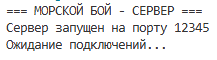 === МОРСКОЙ БОЙ - СЕРВЕР ===
Сервер запущен на порту 12345
Ожидание подключений...